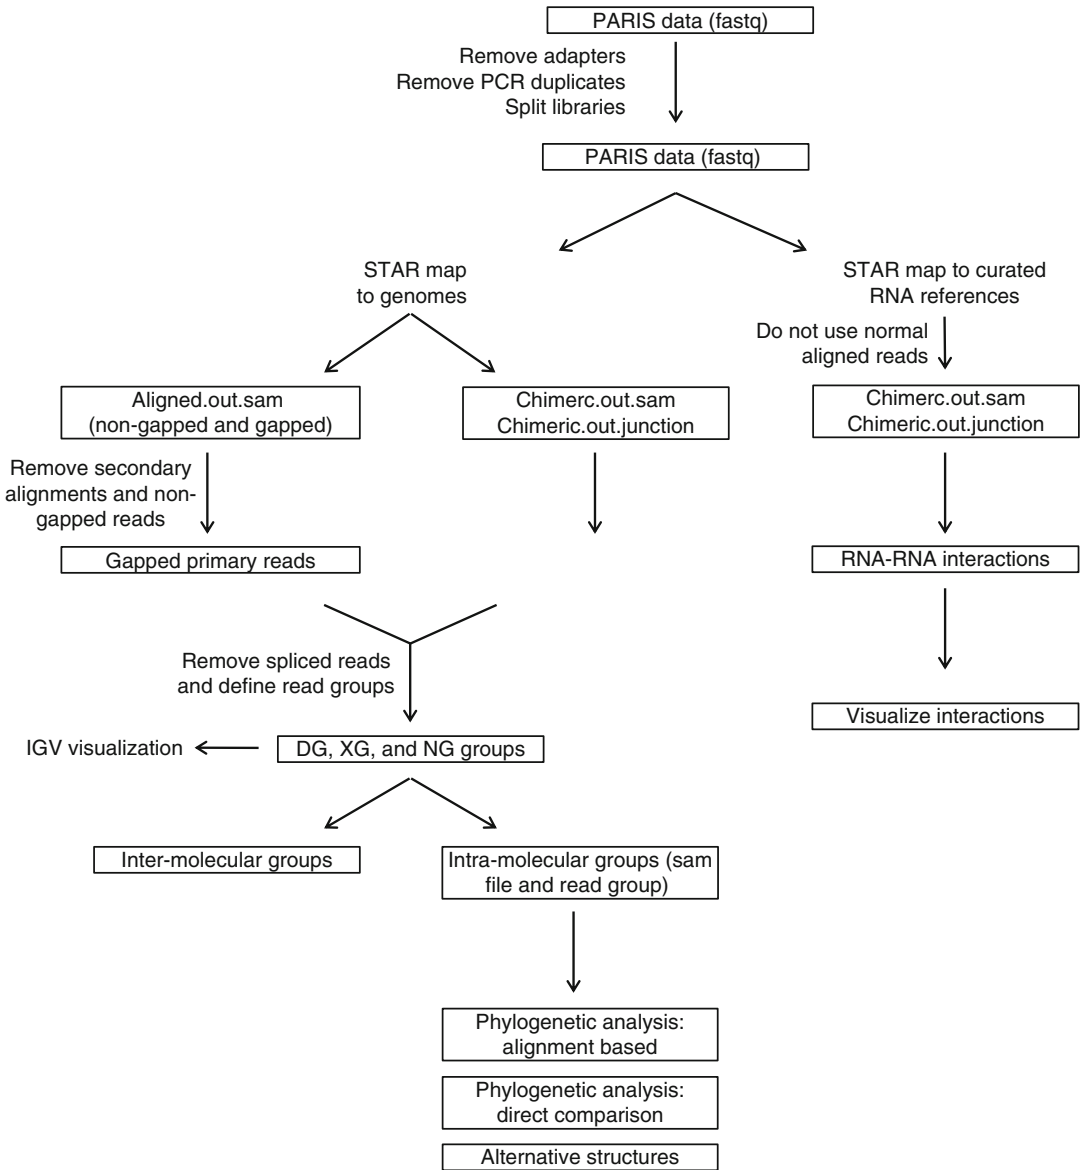 PARIS data (fastq)
Remove adapters
Remove PCR duplicates
Split libraries
PARIS data (fastq)
STAR map
to genomes
STAR map to curated
RNA references
Do not use normal
aligned reads
Aligned.out.sam
(non-gapped and gapped)
Chimerc.out.sam
Chimeric.out.junction
Chimerc.out.sam
Chimeric.out.junction
Remove secondary
alignments and non-
gapped reads
Gapped primary reads
RNA-RNA interactions
Remove spliced reads
and define read groups
Visualize interactions
IGV visualization
DG, XG, and NG groups
Inter-molecular groups
Intra-molecular groups (sam
file and read group)
Phylogenetic analysis:
alignment based
Phylogenetic analysis:
direct comparison
Alternative structures